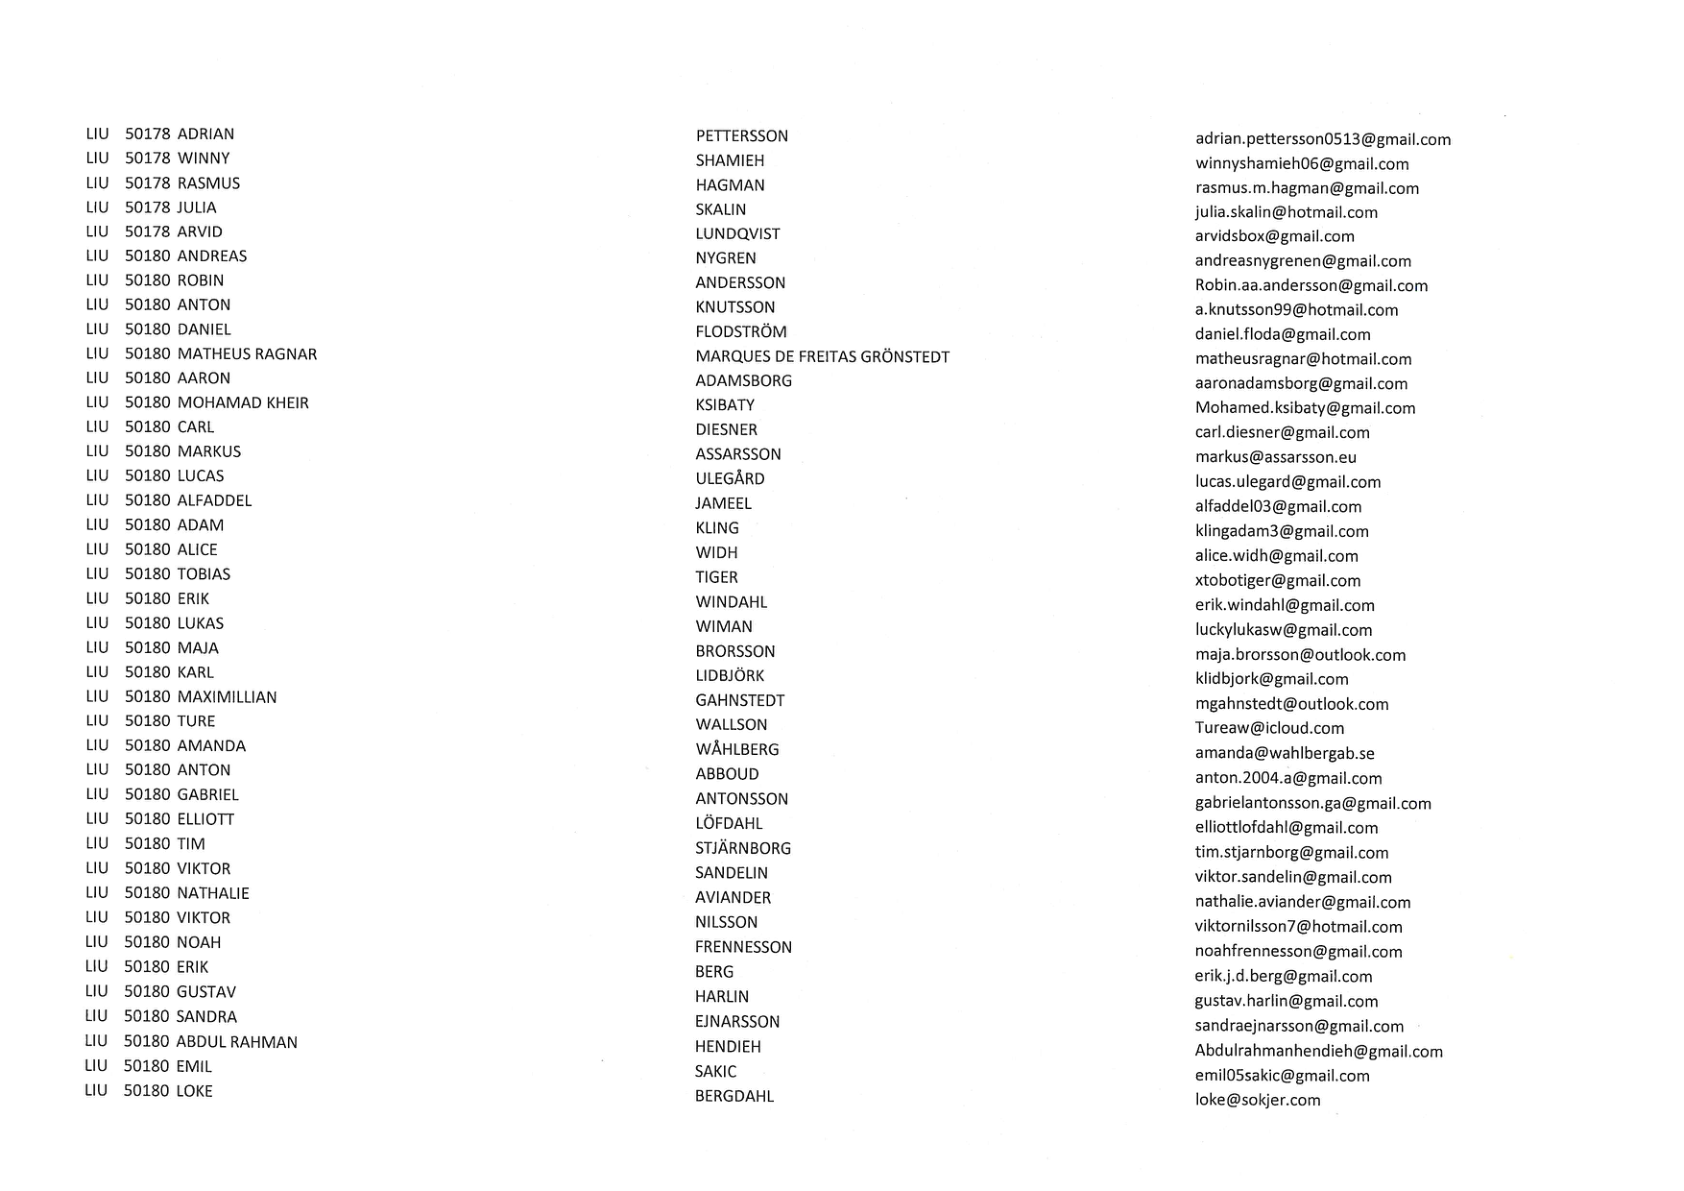 LIU 50178 ADRIAN PETTERSSON adrian.pettersson0513@gmail.com
LIU 50178 WINNY SHAMIEH winnyshamieh06@gmail.com
LIU 50178 RASMUS HAGMAN rasmus.m.hagman@gmail.com
LIU 50178 JULIA SKALIN julia.skalin@hotmail.com
LIU 50178 ARVID LUNDQVIST arvidsbox@gmail.com
LIU 50180 ANDREAS NYGREN andreasnygrenen@gmail.com
LIU 50180 ROBIN ANDERSSON Robin.aa.andersson@gmail.com
LIU 50180 ANTON KNUTSSON a.knutsson99@hotmail.com
LIU 50180 DANIEL FLODSTRÖM daniel.floda@gmail.com
LIU 50180 MATHEUS RAGNAR MARQUES DE FREITAS GRÖNSTEDT matheusragnar@hotmail.com
LIU 50180 AARON ADAMSBORG aaronadamsborg@gmail.com
LIU 50180 MOHAMAD KHEIR KSIBATY Mohamed.ksibaty@gmail.com
LIU 50180 CARL DIESNER carl.diesner@gmail.com
LIU 50180 MARKUS ASSARSSON markus@assarsson.eu
LIU 50180 LUCAS ULEGÅRD lucas.ulegard@gmail.com
LIU 50180 ALFADDEL JAMEEL alfaddel03@gmail.com
LIU 50180 ADAM KLING klingadam3@gmail.com
LIU 50180 ALICE WIDH alice.widh@gmail.com
LIU 50180 TOBIAS TIGER xtobotiger@gmail.com
LIU 50180 ERIK WINDAHL erik.windahl@gmail.com
LIU 50180 LUKAS WIMAN luckylukasw@gmail.com
LIU 50180 MAJA BRORSSON maja.brorsson@outlook.com
LIU 50180 KARL LIDBJÖRK klidbjork@gmail.com
LIU 50180 MAXIMILLIAN GAHNSTEDT mgahnstedt@outlook.com
LIU 50180 TURE WALLSON Tureaw@icloud.com
LIU 50180 AMANDA WÅHLBERG amanda@wahlbergab.se
LIU 50180 ANTON ABBOUD anton.2004.a@gmail.com
LIU 50180 GABRIEL ANTONSSON gabrielantonsson.ga@gmail.com
LIU 50180 ELLIOTT LÖFDAHL elliottlofdahl@gmail.com
LIU 50180 TIM STJÄRNBORG tim.stjarnborg@gmail.com
LIU 50180 VIKTOR SANDELIN viktor.sandelin@gmail.com
LIU 50180 NATHALIE AVIANDER nathalie.aviander@gmail.com
LIU 50180 VIKTOR NILSSON viktornilsson7@hotmail.com
LIU 50180 NOAH FRENNESSON noahfrennesson@gmail.com
LIU 50180 ERIK BERG erik.j.d.berg@gmail.com
LIU 50180 GUSTAV HARLIN gustav.harlin@gmail.com
LIU 50180 SANDRA EJNARSSON sandraejnarsson@gmail.com
LIU 50180 ABDUL RAHMAN HENDIEH Abdulrahmanhendieh@gmail.com
LIU 50180 EMIL SAKIC emil05sakic@gmail.com
LIU 50180 LOKE BERGDAHL loke@sokjer.com